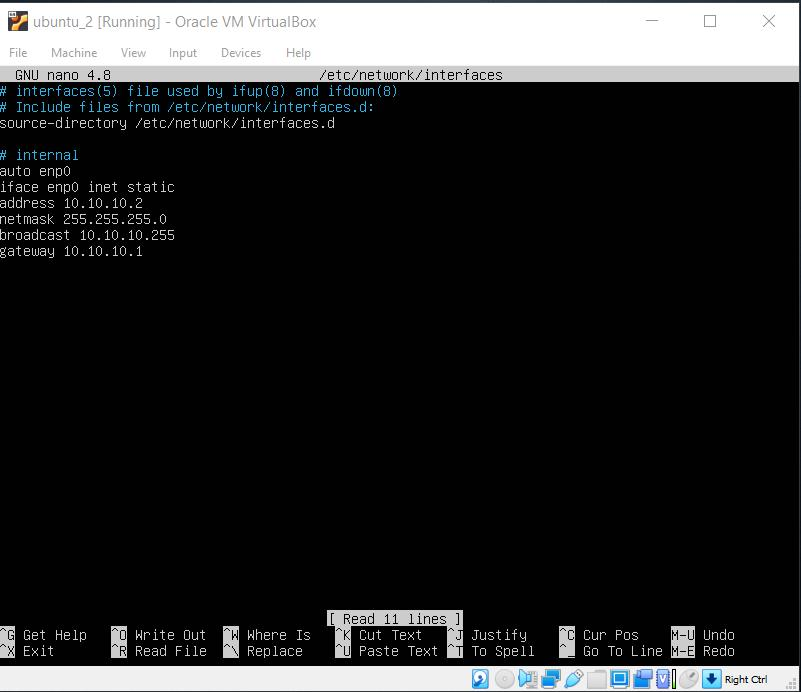 ubuntu_2 [Running] - Oracle VM VirtualBox
File Machine View Input Devices Help
GNU nano 4.8 /etc/network/interfaces
# interfaces(5) file used by ifup(8) and ifdown(8)
# Include files from /etc/network/interfaces.d:
source-directory /etc/network/interfaces.d
# internal
auto enp0
iface enp0 inet static
address 10.10.10.2
netmask 255.255.255.0
broadcast 10.10.10.255
gateway 10.10.10.1
[ Read 11 lines ]
^G Get Help ^O Write Out ^W Where Is ^K Cut Text ^J Justify ^C Cur Pos M-U Undo
^X Exit ^R Read File ^\ Replace ^U Paste Text ^T To Spell ^_ Go To Line M-E Redo
Right Ctrl